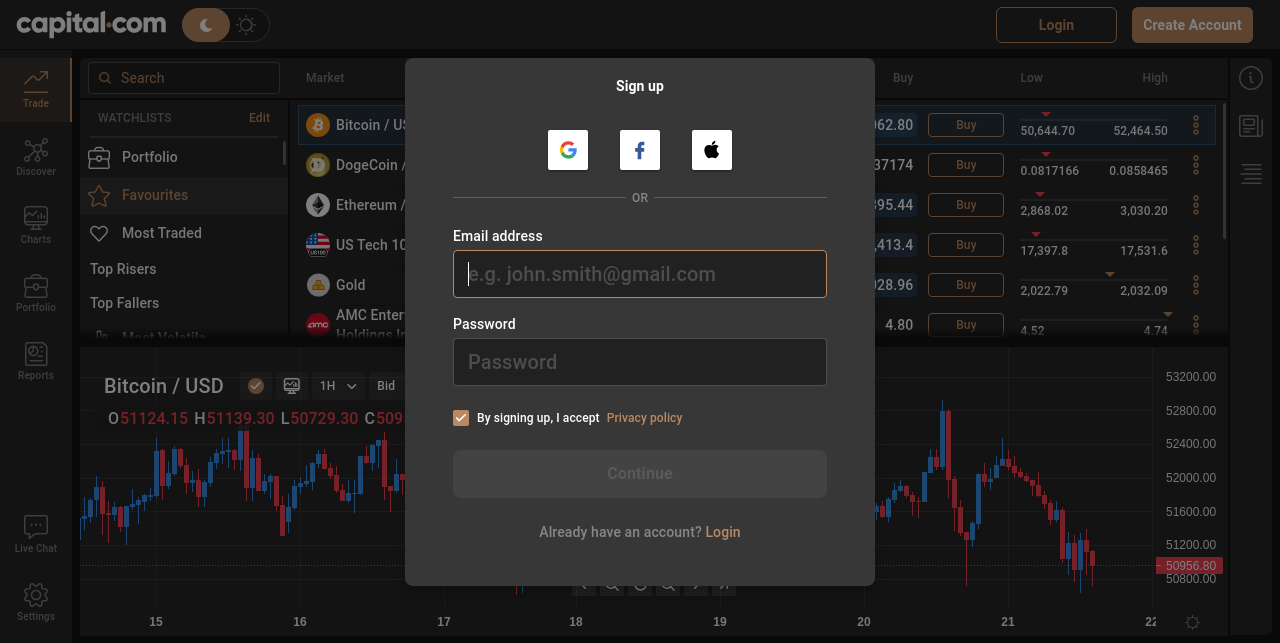 capital.com
Login
Create Account
Trade
Discover
Charts
Portfolio
Reports
Live Chat
Settings
Search
WATCHLISTS Edit
Portfolio
Favourites
Most Traded
Top Risers
Top Fallers
Most Volatile
Market Buy Low High
Bitcoin / US 062.80 Buy 50,644.70 52,464.50
DogeCoin / 37174 Buy 0.0817166 0.0858465
Ethereum / 895.44 Buy 2,868.02 3,030.20
US Tech 10 ,413.4 Buy 17,397.8 17,531.6
Gold 028.96 Buy 2,022.79 2,032.09
AMC Enter
Holdings In 4.80 Buy 4.52 4.74
Sign up
OR
Email address
e.g. john.smith@gmail.com
Password
Password
By signing up, I accept Privacy policy
Continue
Already have an account? Login
Bitcoin / USD 1H Bid
O51124.15 H51139.30 L50729.30 C509
53200.00
52800.00
52400.00
52000.00
51600.00
51200.00
50956.80
50800.00
15 16 17 18 19 20 21 22